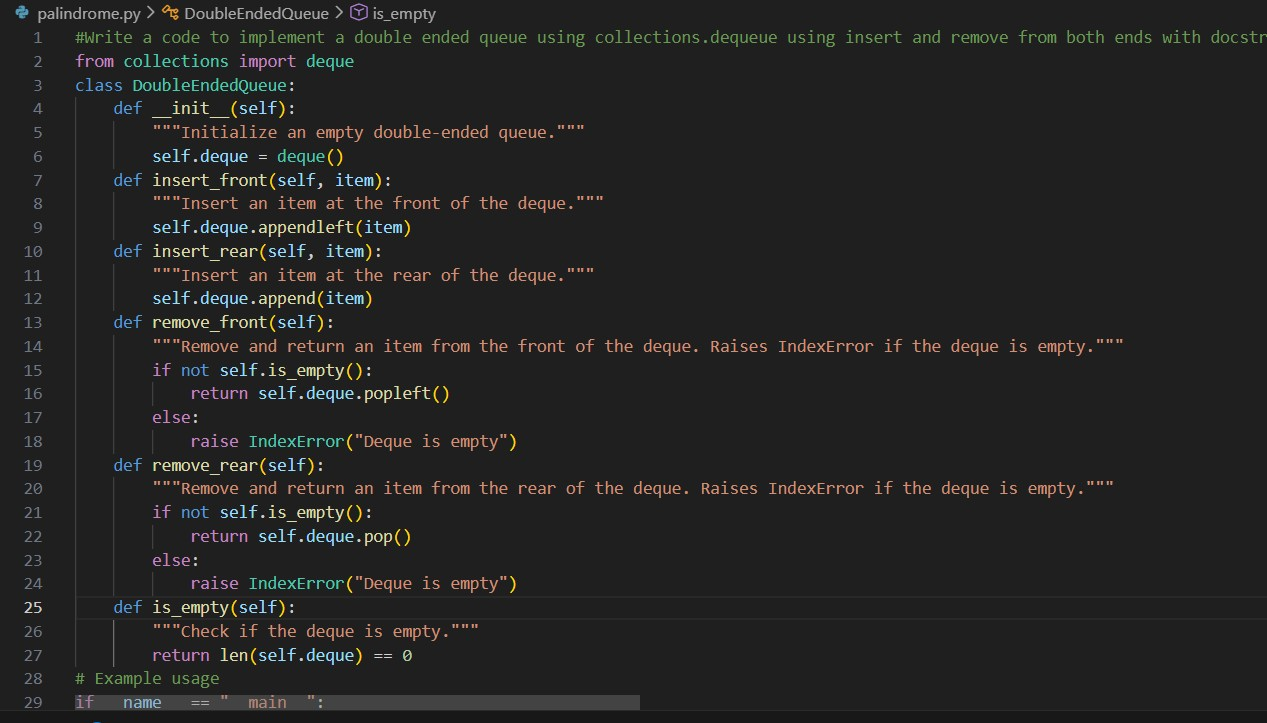 palindrome.py > DoubleEndedQueue > is_empty
1 #Write a code to implement a double ended queue using collections.dequeue using insert and remove from both ends with docstr
2 from collections import deque
3 class DoubleEndedQueue:
4     def __init__(self):
5         """Initialize an empty double-ended queue."""
6         self.deque = deque()
7     def insert_front(self, item):
8         """Insert an item at the front of the deque."""
9         self.deque.appendleft(item)
10     def insert_rear(self, item):
11         """Insert an item at the rear of the deque."""
12         self.deque.append(item)
13     def remove_front(self):
14         """Remove and return an item from the front of the deque. Raises IndexError if the deque is empty."""
15         if not self.is_empty():
16             return self.deque.popleft()
17         else:
18             raise IndexError("Deque is empty")
19     def remove_rear(self):
20         """Remove and return an item from the rear of the deque. Raises IndexError if the deque is empty."""
21         if not self.is_empty():
22             return self.deque.pop()
23         else:
24             raise IndexError("Deque is empty")
25     def is_empty(self):
26         """Check if the deque is empty."""
27         return len(self.deque) == 0
28 # Example usage
29 if __name__ == "__main__":